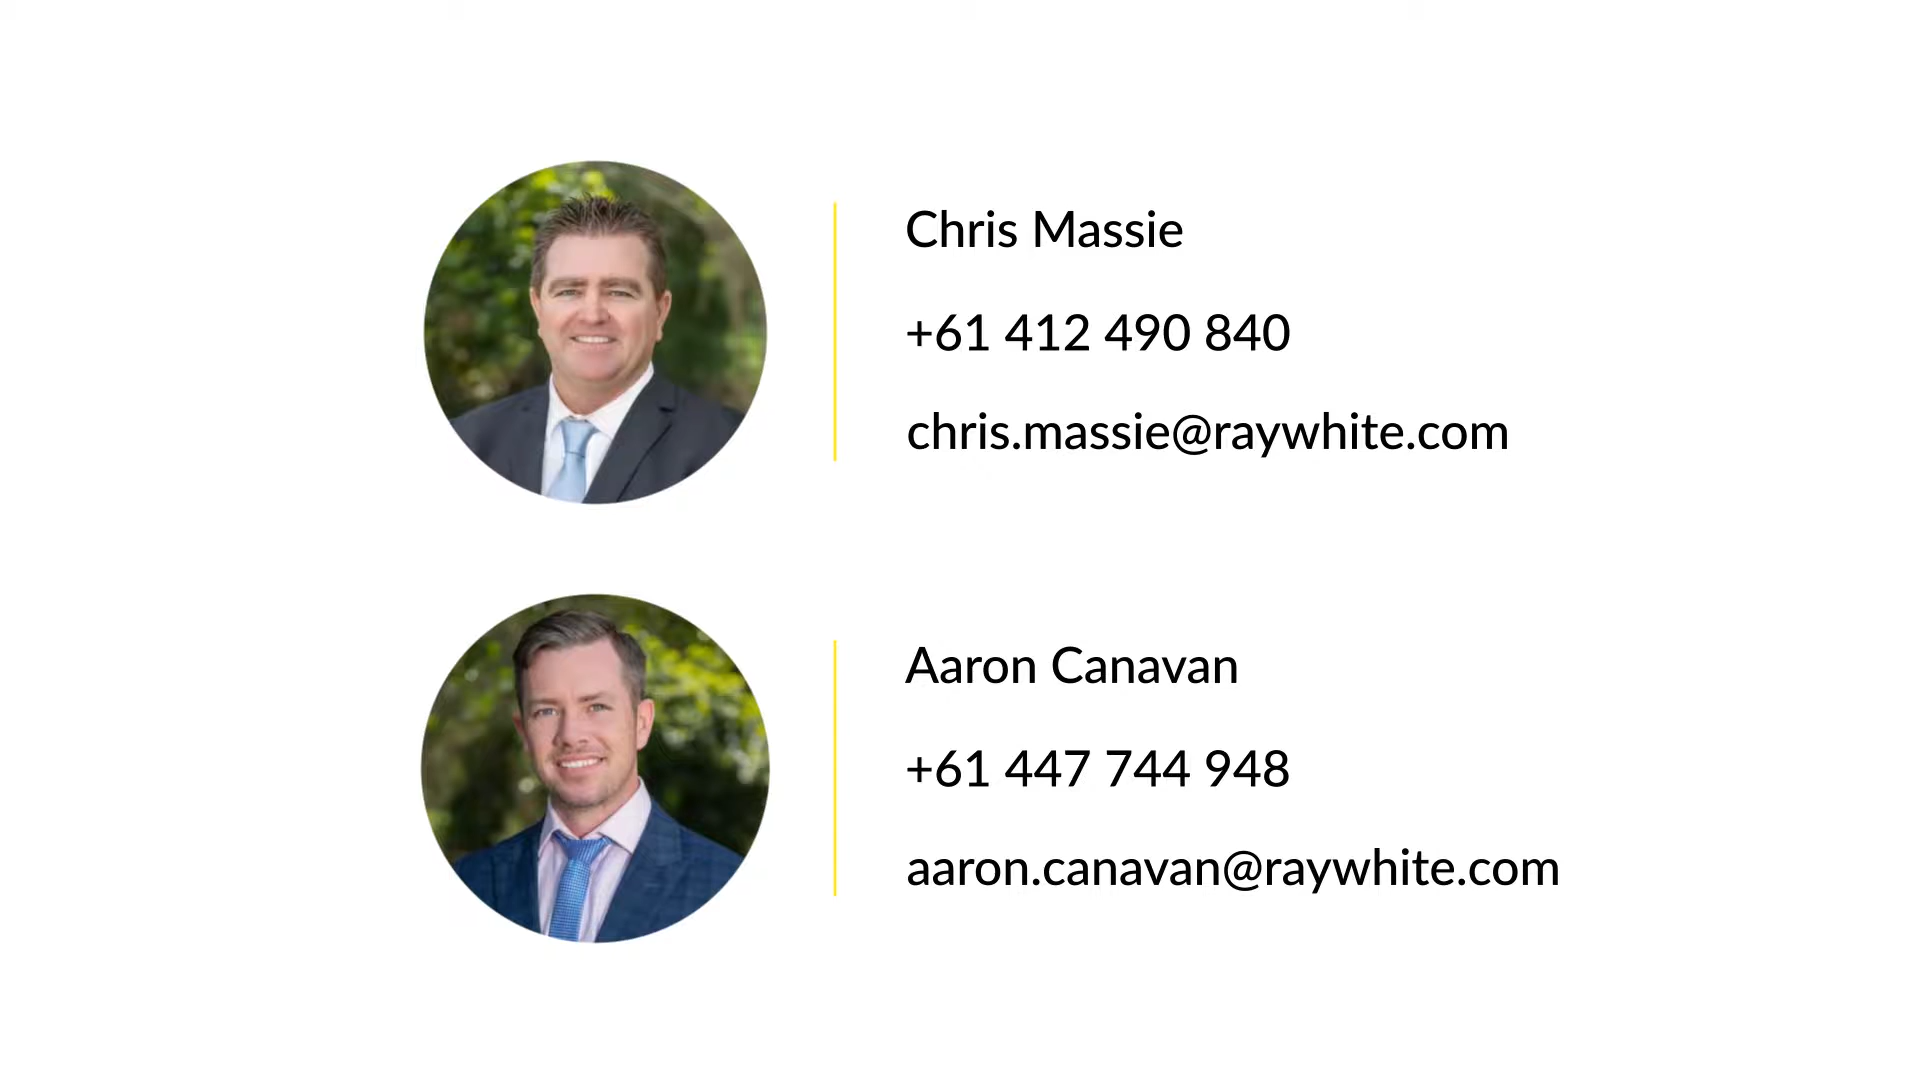 Chris Massie
+61 412 490 840
chris.massie@raywhite.com
Aaron Canavan
+61 447 744 948
aaron.canavan@raywhite.com